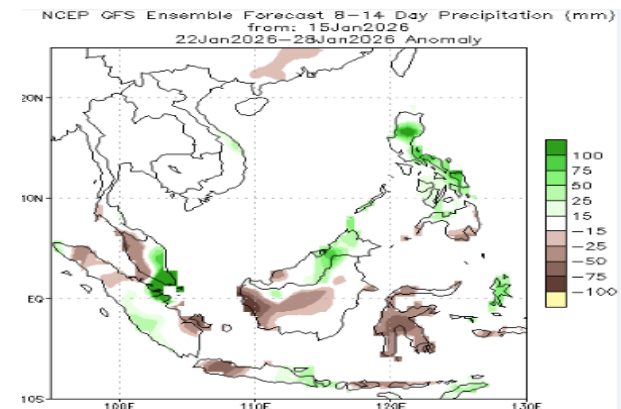 NCEP GFS Ensemble Forecast 8-14 Day Precipitation (mm)
from: 15Jan2026
22Jan2026-28Jan2026 Anomaly
20N
10N
EQ
10S
100E
110E
120E
130E
100
75
50
25
15
-15
-25
-50
-75
-100